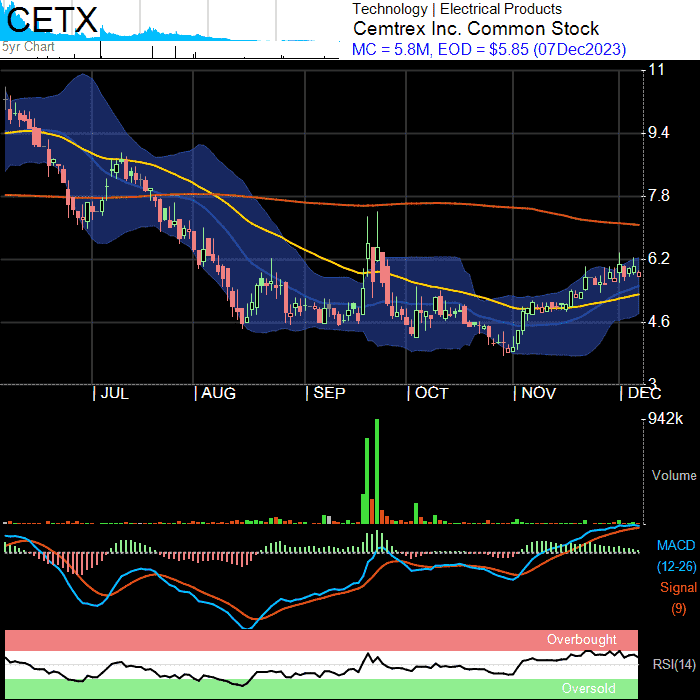 CETX
5yr Chart
Technology | Electrical Products
Cemtrex Inc. Common Stock
MC = 5.8M, EOD = $5.85 (07Dec2023)
11
9.4
7.8
6.2
4.6
3
| JUL | AUG | SEP | OCT | NOV | DEC
942k
Volume
MACD
(12-26)
Signal
(9)
Overbought
RSI(14)
Oversold